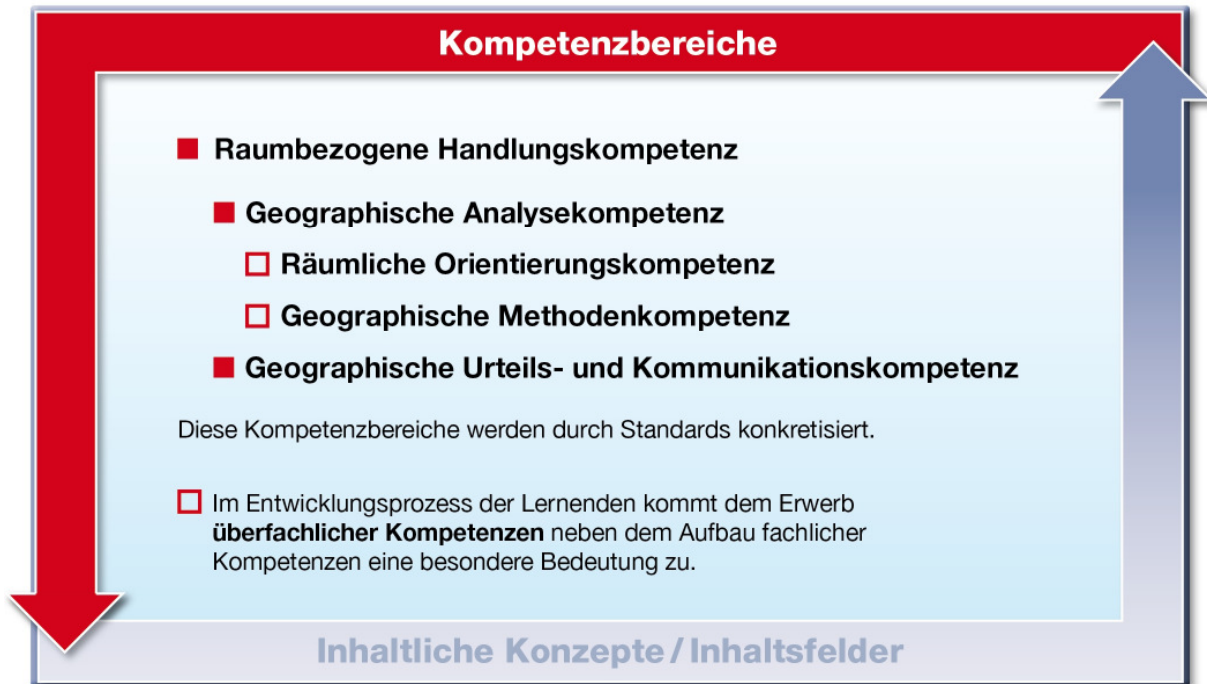 Kompetenzbereiche
Raumbezogene Handlungskompetenz
Geographische Analysekompetenz
Räumliche Orientierungskompetenz
Geographische Methodenkompetenz
Geographische Urteils- und Kommunikationskompetenz
Diese Kompetenzbereiche werden durch Standards konkretisiert.
Im Entwicklungsprozess der Lernenden kommt dem Erwerb
überfachlicher Kompetenzen neben dem Aufbau fachlicher
Kompetenzen eine besondere Bedeutung zu.
Inhaltliche Konzepte / Inhaltsfelder